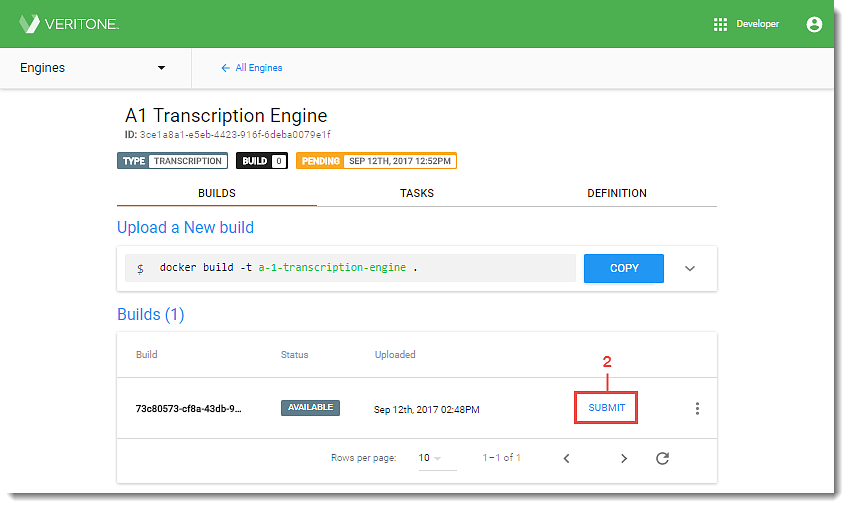 VERITONE.
Developer
Engines
← All Engines
A1 Transcription Engine
ID: 3ce1a8a1-e5eb-4423-916f-6deba0079e1f
TYPE TRANSCRIPTION BUILD 0 PENDING SEP 12TH, 2017 12:52PM
BUILDS TASKS DEFINITION
Upload a New build
$ docker build -t a-1-transcription-engine .
COPY
Builds (1)
Build Status Uploaded
2
73c80573-cf8a-43db-9... AVAILABLE Sep 12th, 2017 02:48PM SUBMIT
Rows per page: 10 1–1 of 1